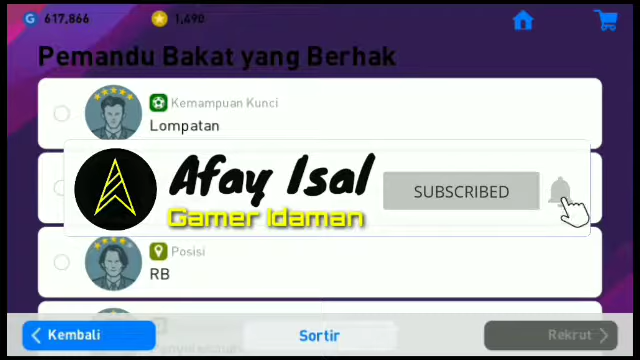 617,866
1,490
Pemandu Bakat yang Berhak
Kemampuan Kunci
Lompatan
Afay Isal
Gamer Idaman
SUBSCRIBED
Posisi
RB
Kembali
Sortir
Rekrut